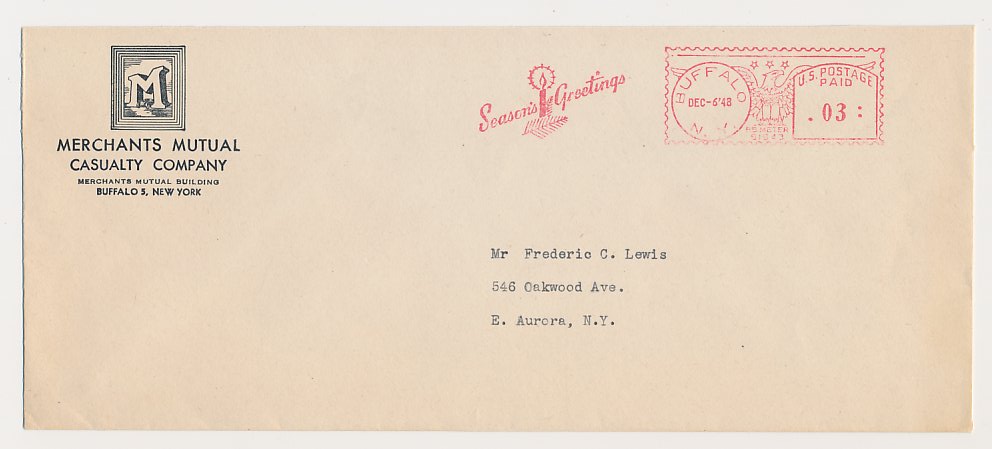 M
MERCHANTS MUTUAL
CASUALTY COMPANY
MERCHANTS MUTUAL BUILDING
BUFFALO 5, NEW YORK
Season's Greetings
BUFFALO
DEC-6'48
N.Y.
U.S. POSTAGE
PAID
.03:
Mr Frederic C. Lewis
546 Oakwood Ave.
E. Aurora, N.Y.